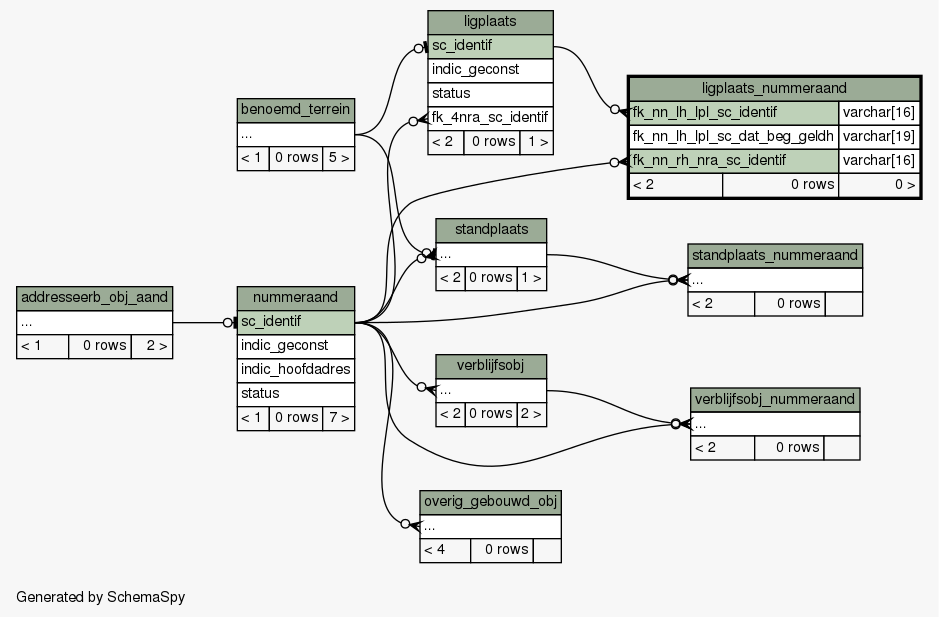 ligplaats
sc_identif
indic_geconst
status
fk_4nra_sc_identif
< 2 0 rows 1 >
ligplaats_nummeraand
fk_nn_lh_lpl_sc_identif varchar[16]
fk_nn_lh_lpl_sc_dat_beg_geldh varchar[19]
fk_nn_rh_nra_sc_identif varchar[16]
< 2 0 rows 0 >
benoemd_terrein
...
< 1 0 rows 5 >
standplaats
...
< 2 0 rows 1 >
standplaats_nummeraand
...
< 2 0 rows
addresseerb_obj_aand
...
< 1 0 rows 2 >
nummeraand
sc_identif
indic_geconst
indic_hoofdadres
status
< 1 0 rows 7 >
verblijfsobj
...
< 2 0 rows 2 >
verblijfsobj_nummeraand
...
< 2 0 rows
overig_gebouwd_obj
...
< 4 0 rows
Generated by SchemaSpy